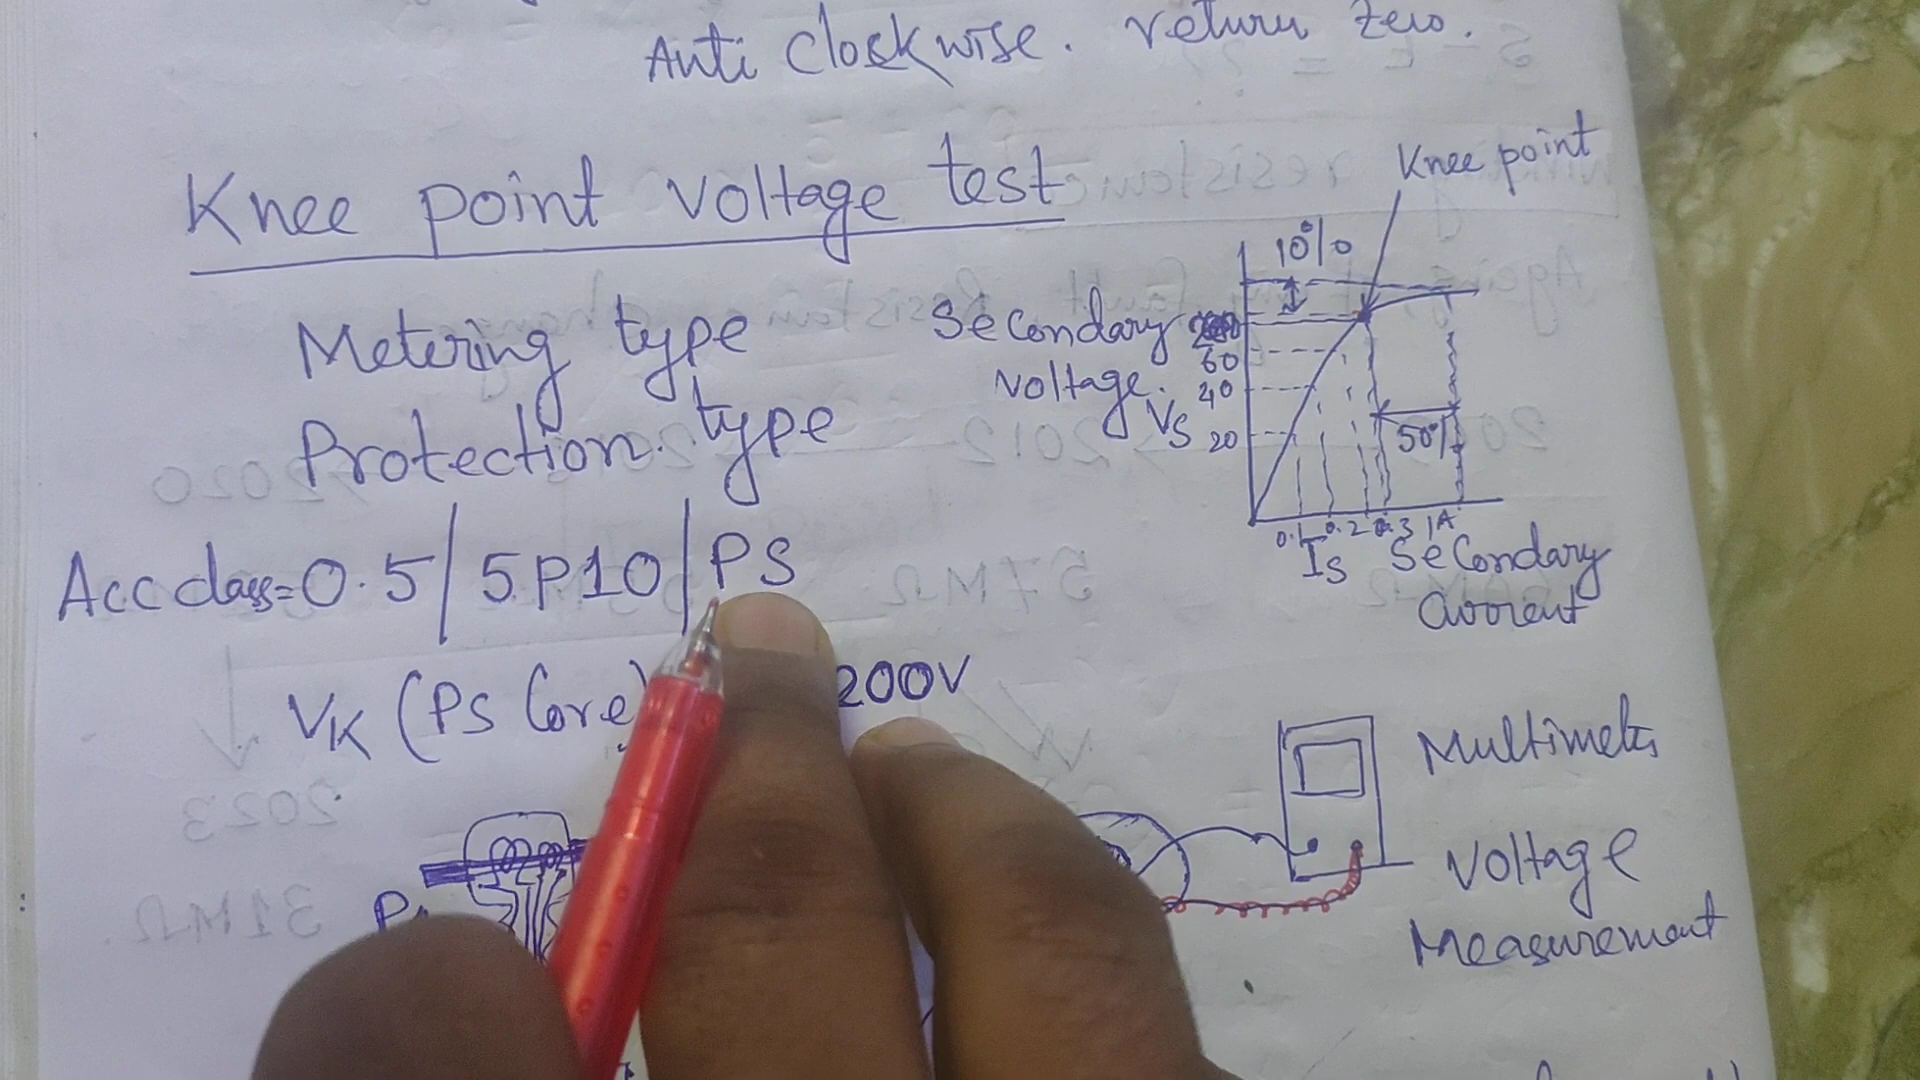 Anti Clockwise. return Zero.
Knee point voltage test
Knee point
10%
Metering type
Protection type
Secondary
voltage.
Vs
60
40
20
50%
0.1 0.2 0.3 1A
Is Secondary
Current
Acc class=0.5/5P10/PS
VK (PS Core) 200V
Multimeter
Voltage
Measurement